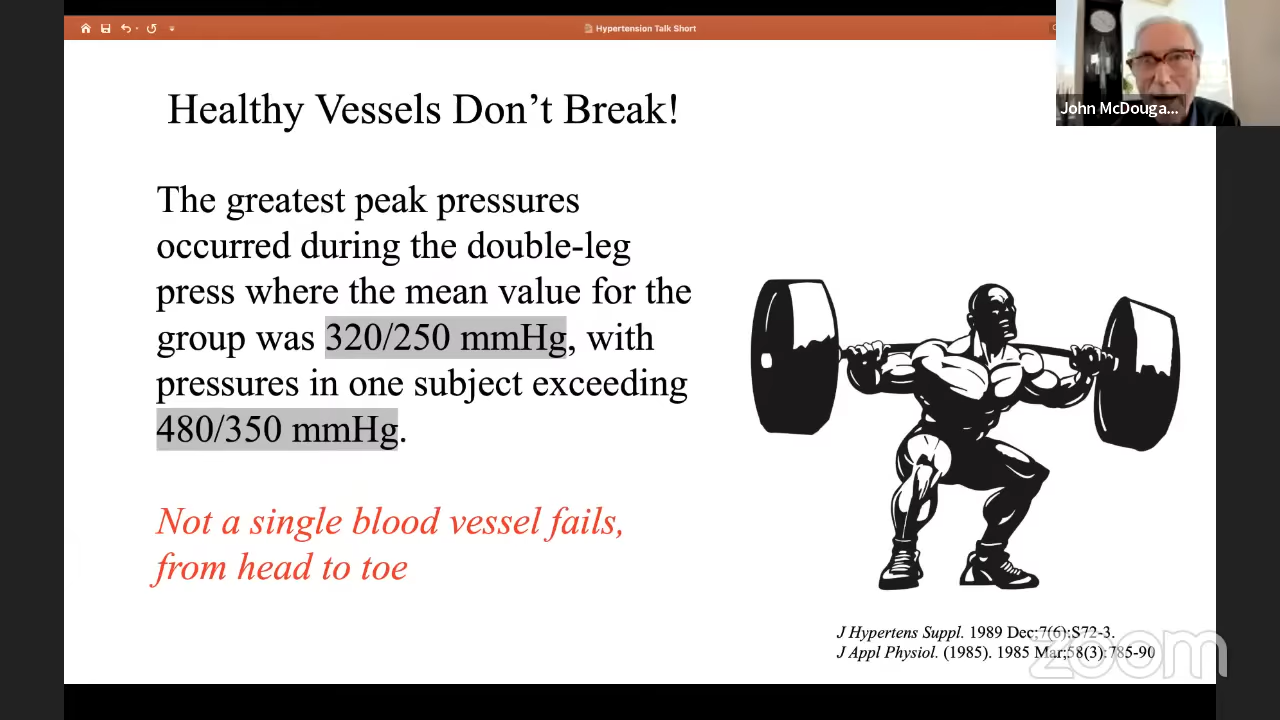 Hypertension Talk Short
John McDouga...
Healthy Vessels Don’t Break!
The greatest peak pressures
occurred during the double-leg
press where the mean value for the
group was 320/250 mmHg, with
pressures in one subject exceeding
480/350 mmHg.
Not a single blood vessel fails,
from head to toe
J Hypertens Suppl. 1989 Dec;7(6):S72-3.
J Appl Physiol. (1985). 1985 Mar;58(3):785-90
zoom